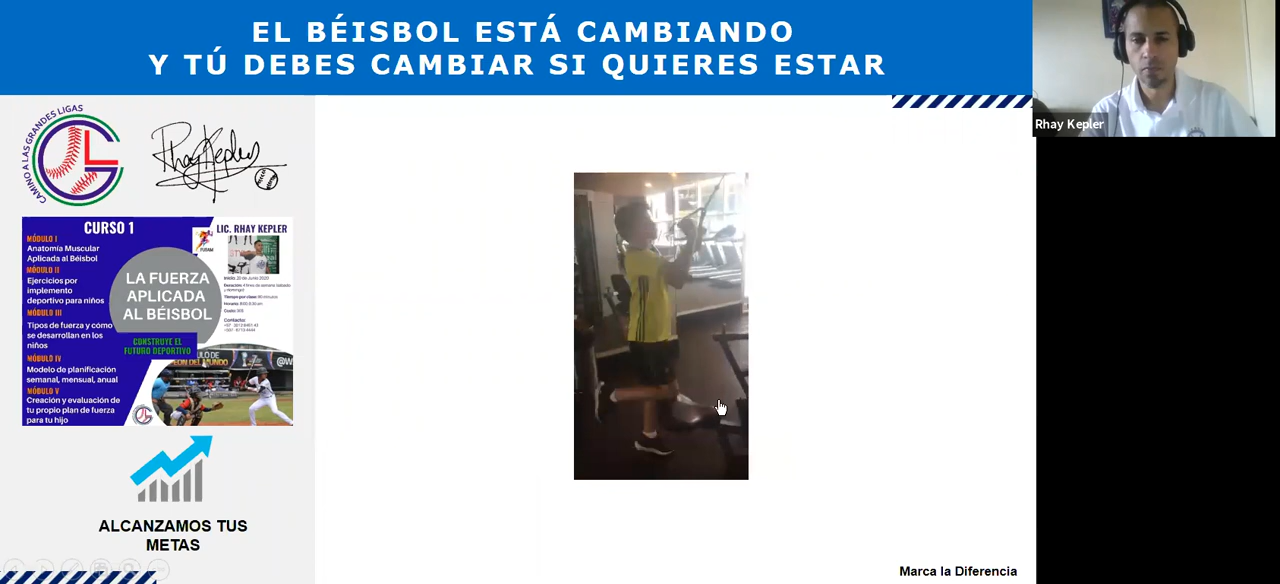 EL BÉISBOL ESTÁ CAMBIANDO
Y TÚ DEBES CAMBIAR SI QUIERES ESTAR
Rhay Kepler
CAMINO A LAS GRANDES LIGAS
Rhay Kepler
CURSO 1
MÓDULO I
Anatomía Muscular
Aplicada al Béisbol
MÓDULO II
Ejercicios por
implemento
deportivo para niños
MÓDULO III
Tipos de fuerza y cómo
se desarrollan en los
niños
MÓDULO IV
Modelo de planificación
semanal, mensual, anual
MÓDULO V
Creación y evaluación de
tu propio plan de fuerza
para tu hijo
LIC. RHAY KEPLER
LA FUERZA
APLICADA
AL BÉISBOL
CONSTRUYE EL
FUTURO DEPORTIVO
ALCANZAMOS TUS
METAS
Marca la Diferencia